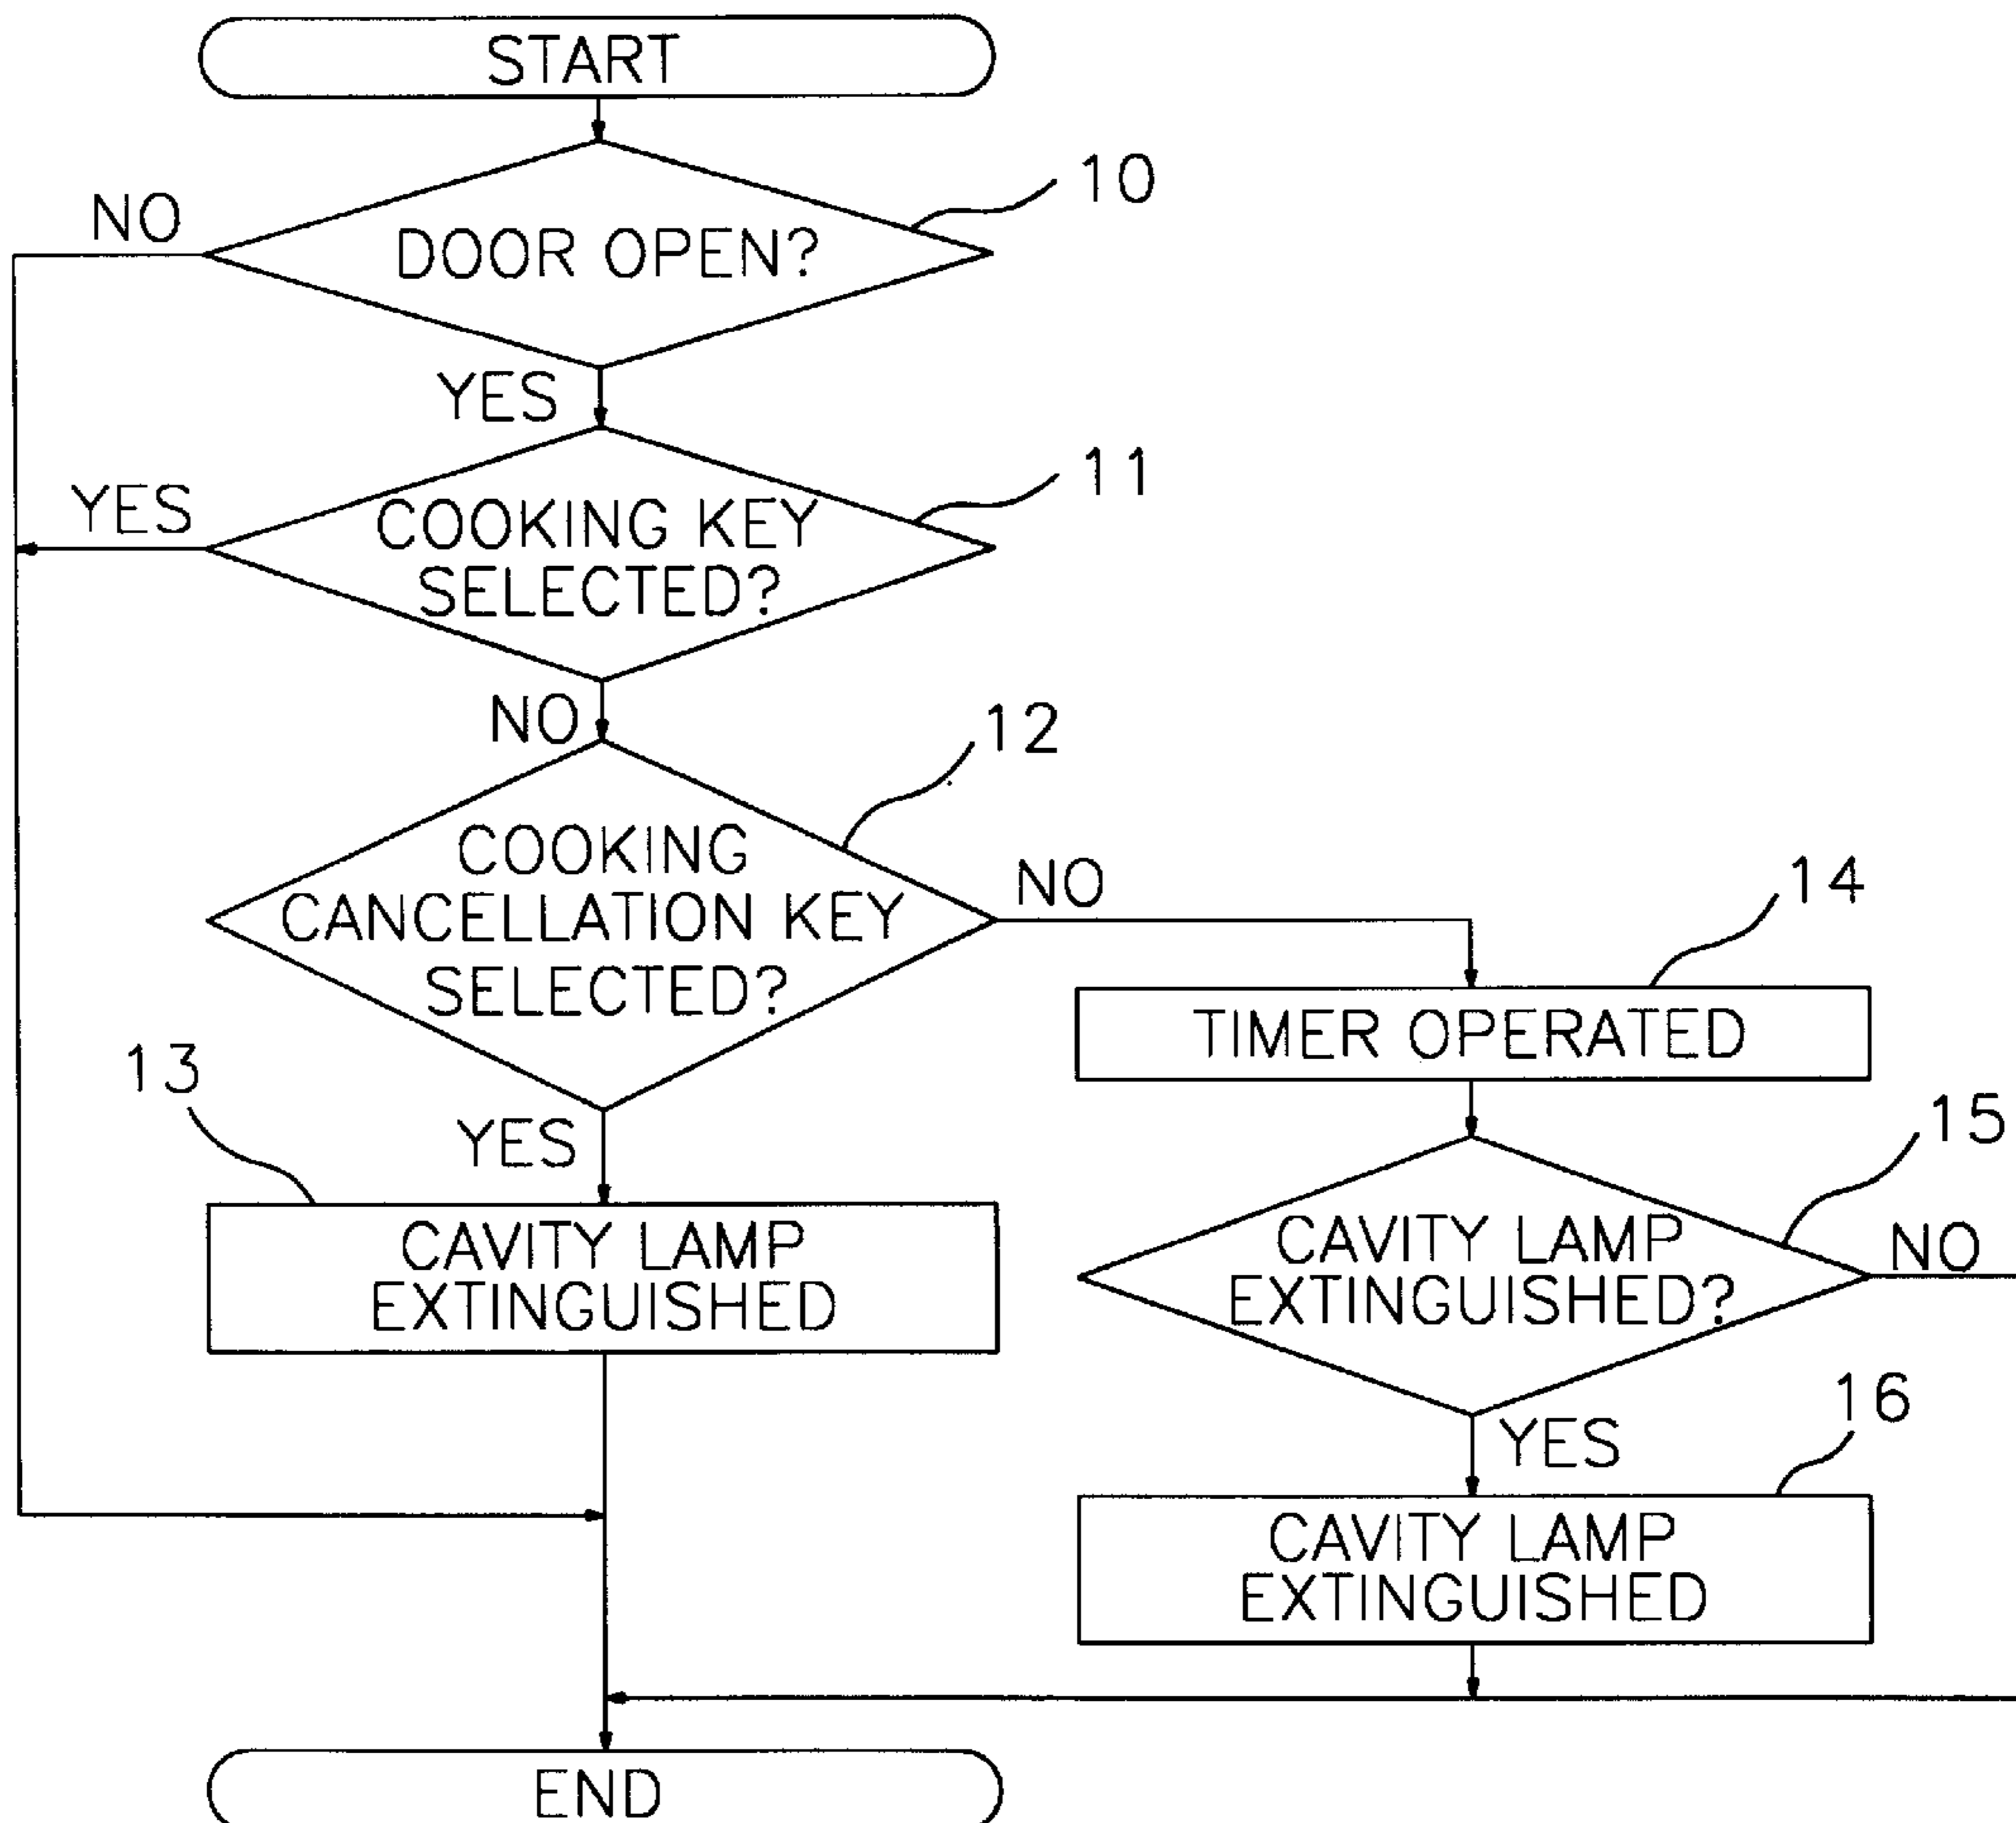 START
10
NO
DOOR OPEN?
YES
11
YES
COOKING KEY
SELECTED?
NO
12
COOKING
CANCELLATION KEY
SELECTED?
NO
14
TIMER OPERATED
13
YES
15
CAVITY LAMP
EXTINGUISHED
CAVITY LAMP
EXTINGUISHED?
NO
16
YES
CAVITY LAMP
EXTINGUISHED
END